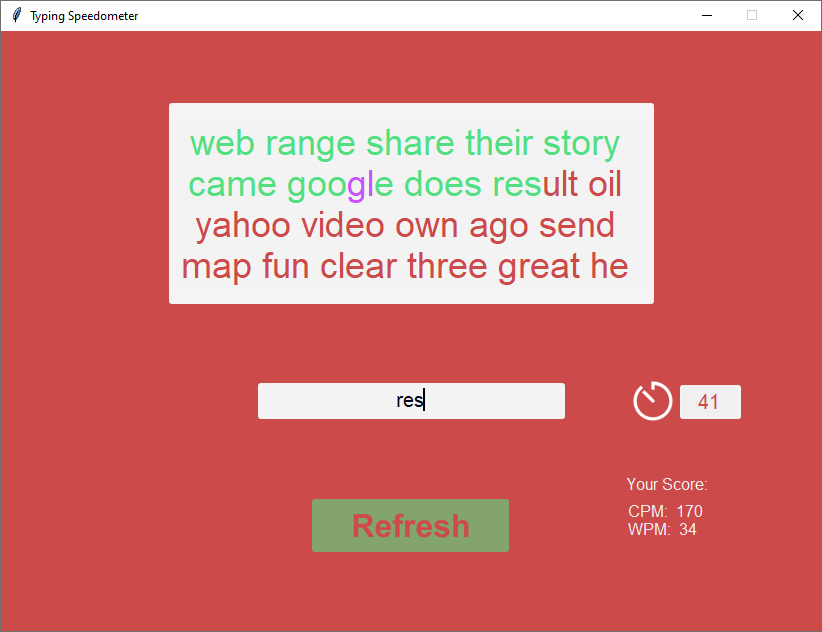 Typing Speedometer
web range share their story
came google does result oil
yahoo video own ago send
map fun clear three great he
res
41
Your Score:
CPM: 170
WPM: 34
Refresh